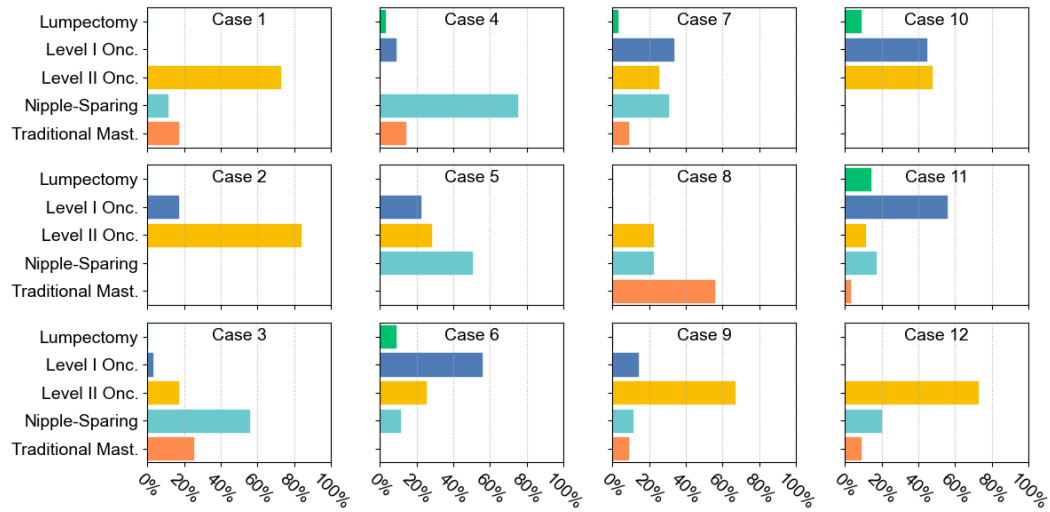 Case 1
Case 4
Case 7
Case 10
Lumpectomy
Level I Onc.
Level II Onc.
Nipple-Sparing
Traditional Mast.
Case 2
Case 5
Case 8
Case 11
Lumpectomy
Level I Onc.
Level II Onc.
Nipple-Sparing
Traditional Mast.
Case 3
Case 6
Case 9
Case 12
Lumpectomy
Level I Onc.
Level II Onc.
Nipple-Sparing
Traditional Mast.
0% 20% 40% 60% 80% 100% 0% 20% 40% 60% 80% 100% 0% 20% 40% 60% 80% 100% 0% 20% 40% 60% 80% 100%